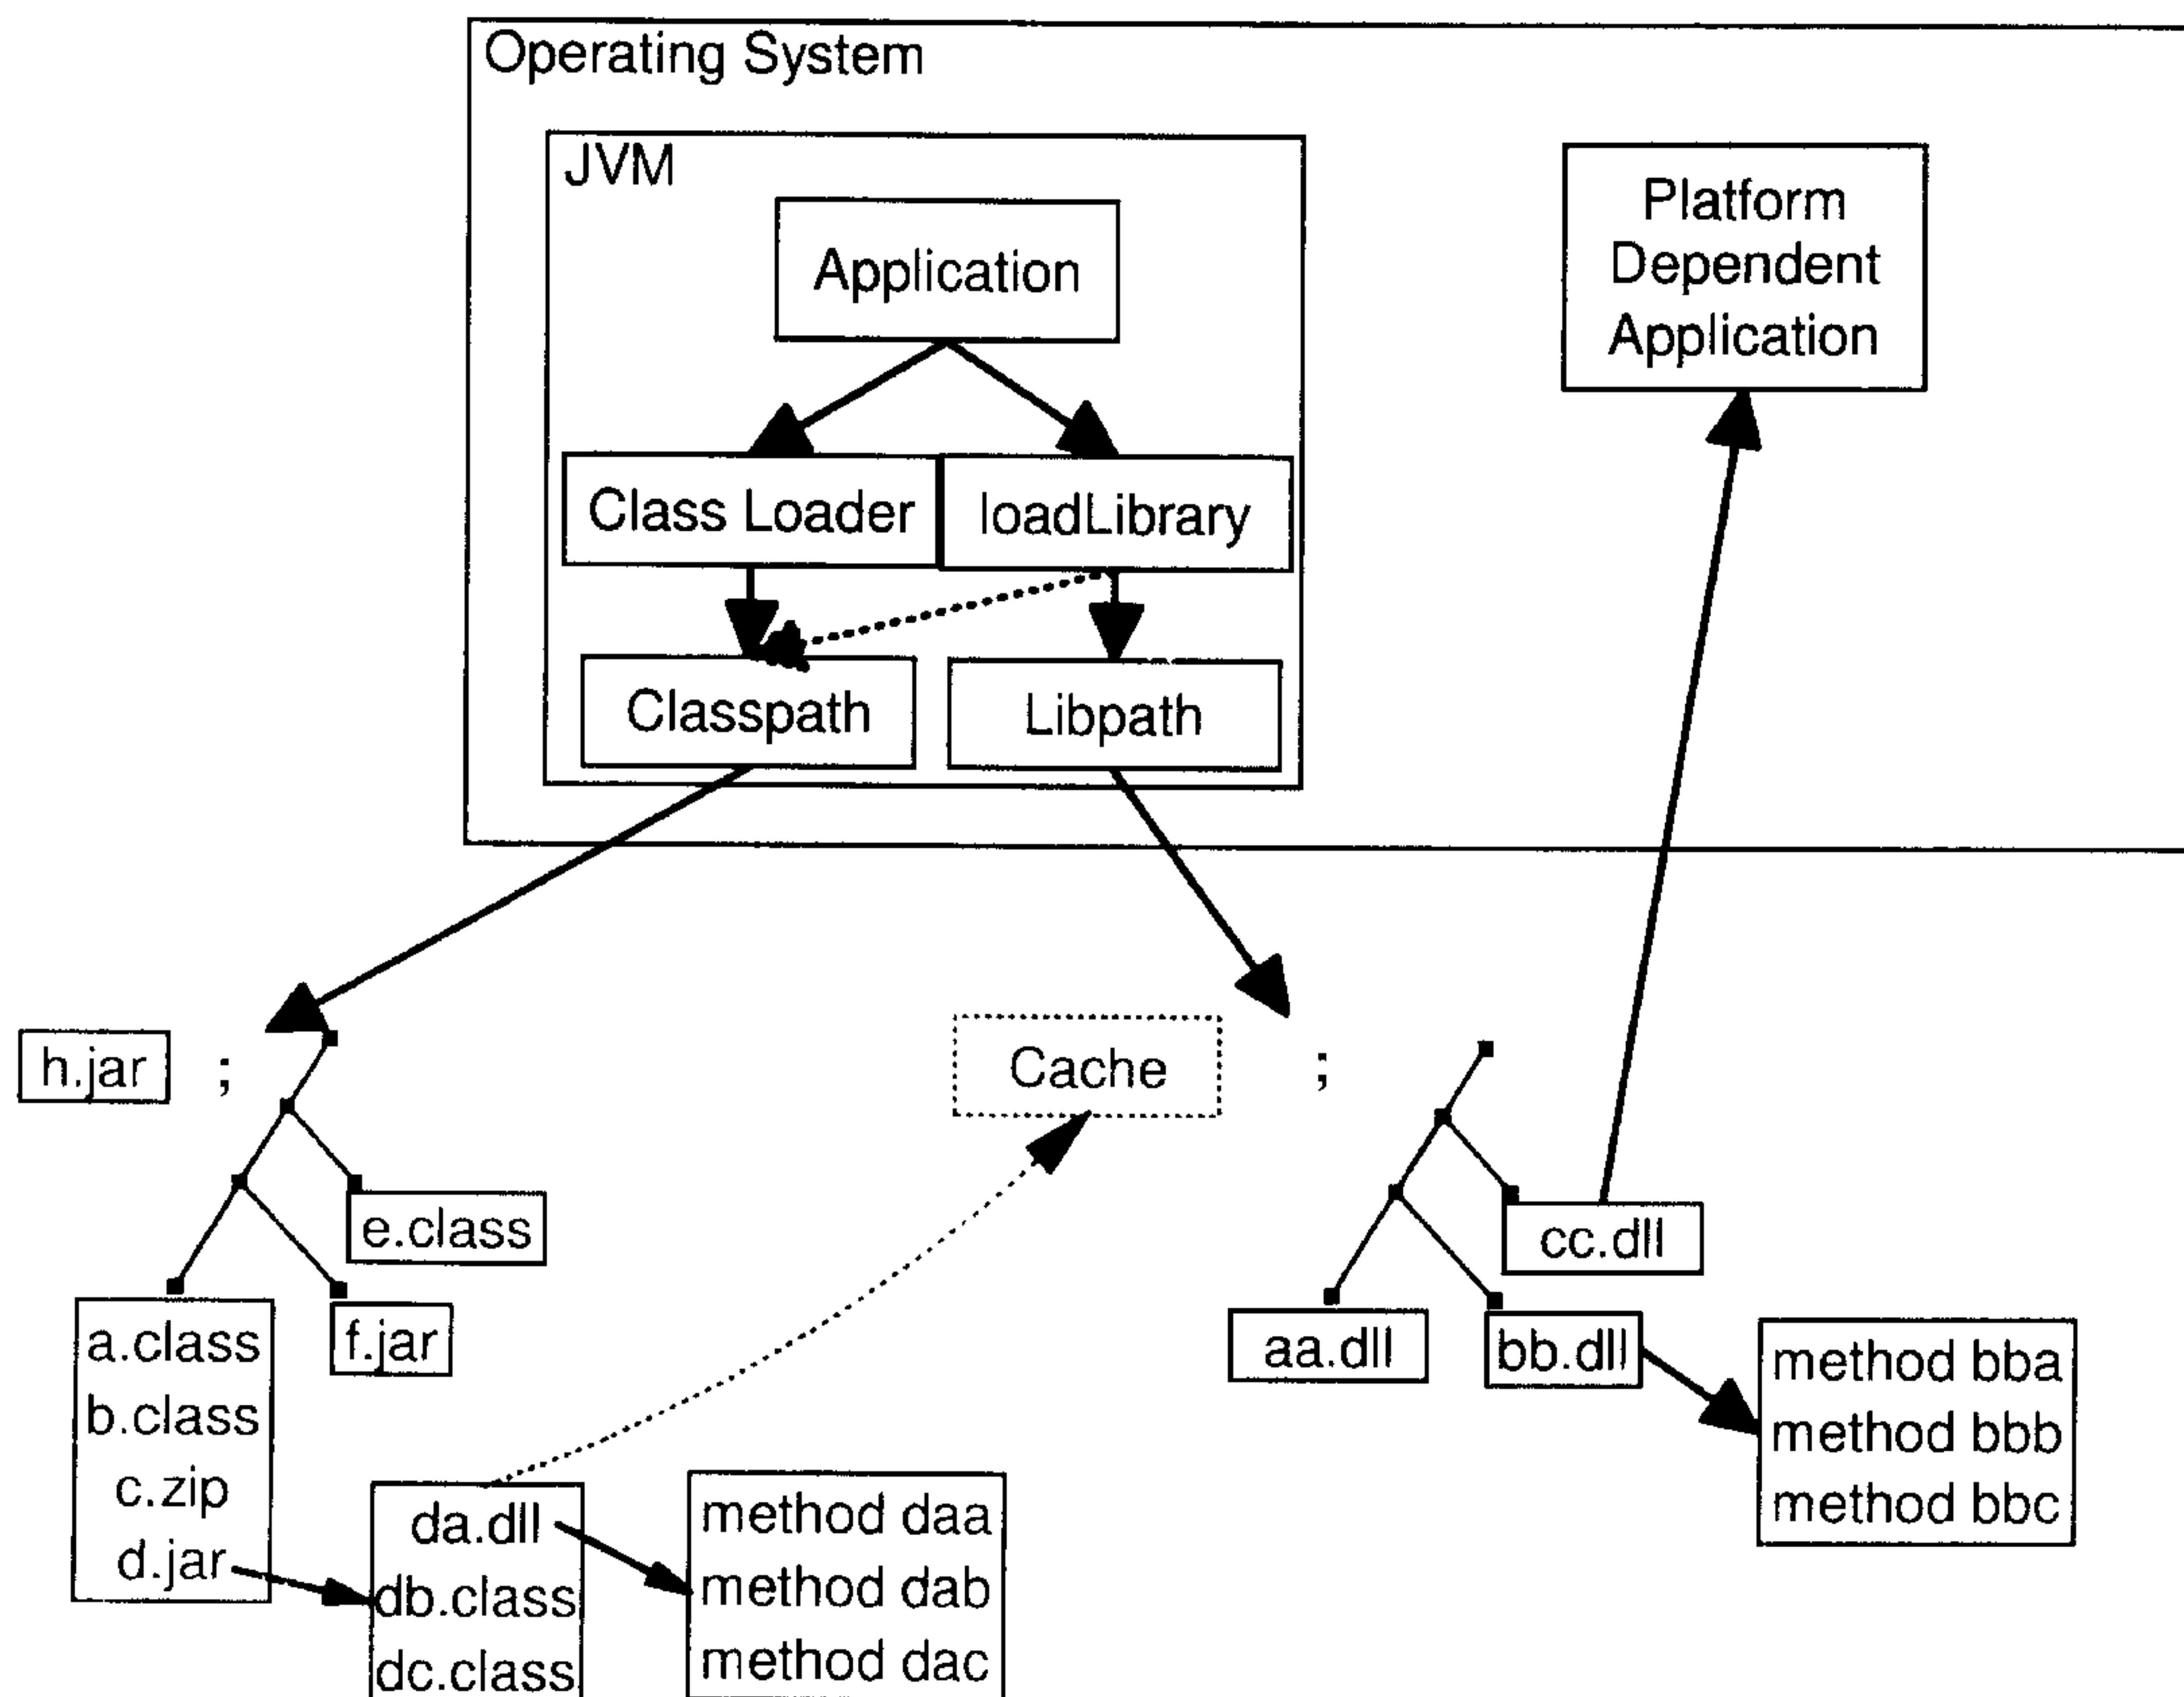 Operating System
JVM
Application
Platform
Dependent
Application
Class Loader
loadLibrary
Classpath
Libpath
h.jar
;
Cache
;
e.class
cc.dll
a.class
b.class
c.zip
d.jar
f.jar
aa.dll
bb.dll
method bba
method bbb
method bbc
da.dll
db.class
dc.class
method daa
method dab
method dac